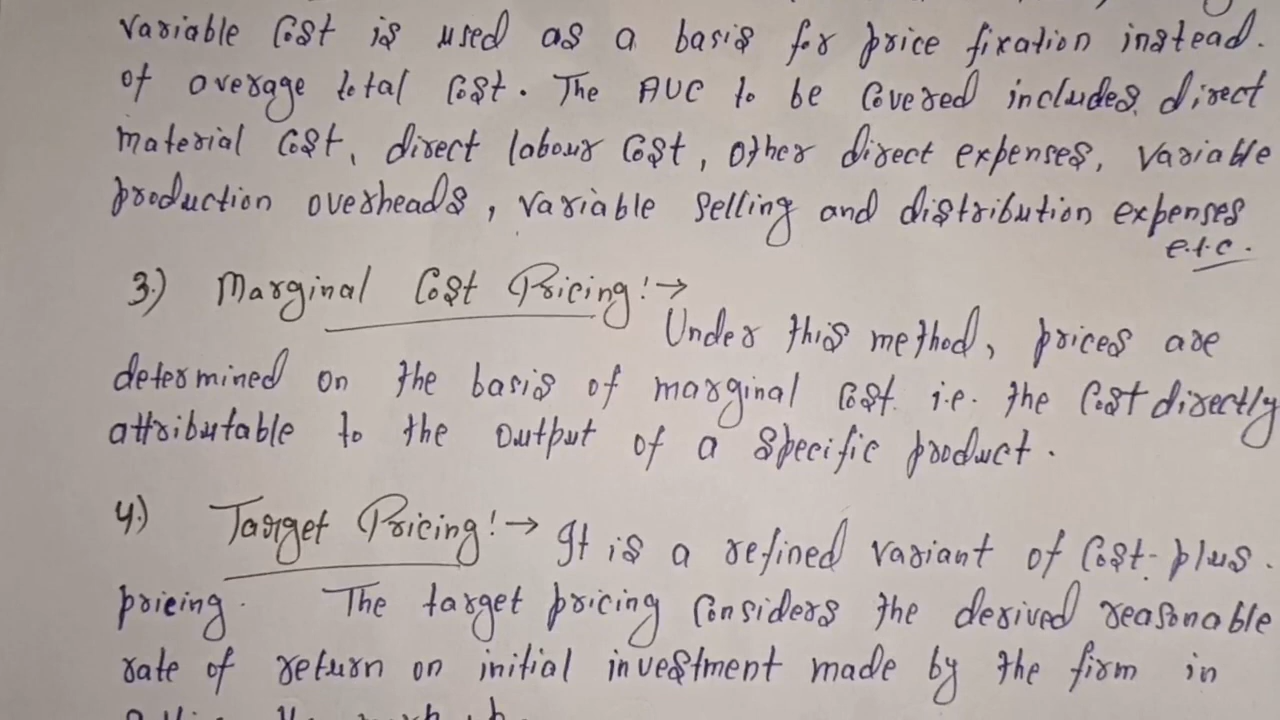 variable Cost is used as a basis for price fixation instead.
of average total Cost. The AVC to be Covered includes direct
material Cost, direct labour Cost, other direct expenses, variable
production overheads, variable selling and distribution expenses
e.t.c.
3.) Marginal Cost Pricing!→
Under this method, prices are
determined on the basis of marginal Cost. i.e. the Cost directly
attributable to the output of a specific product.
4.) Target Pricing!→ It is a refined variant of Cost-plus.
pricing. The target pricing Considers the derived reasonable
rate of return on initial investment made by the firm in